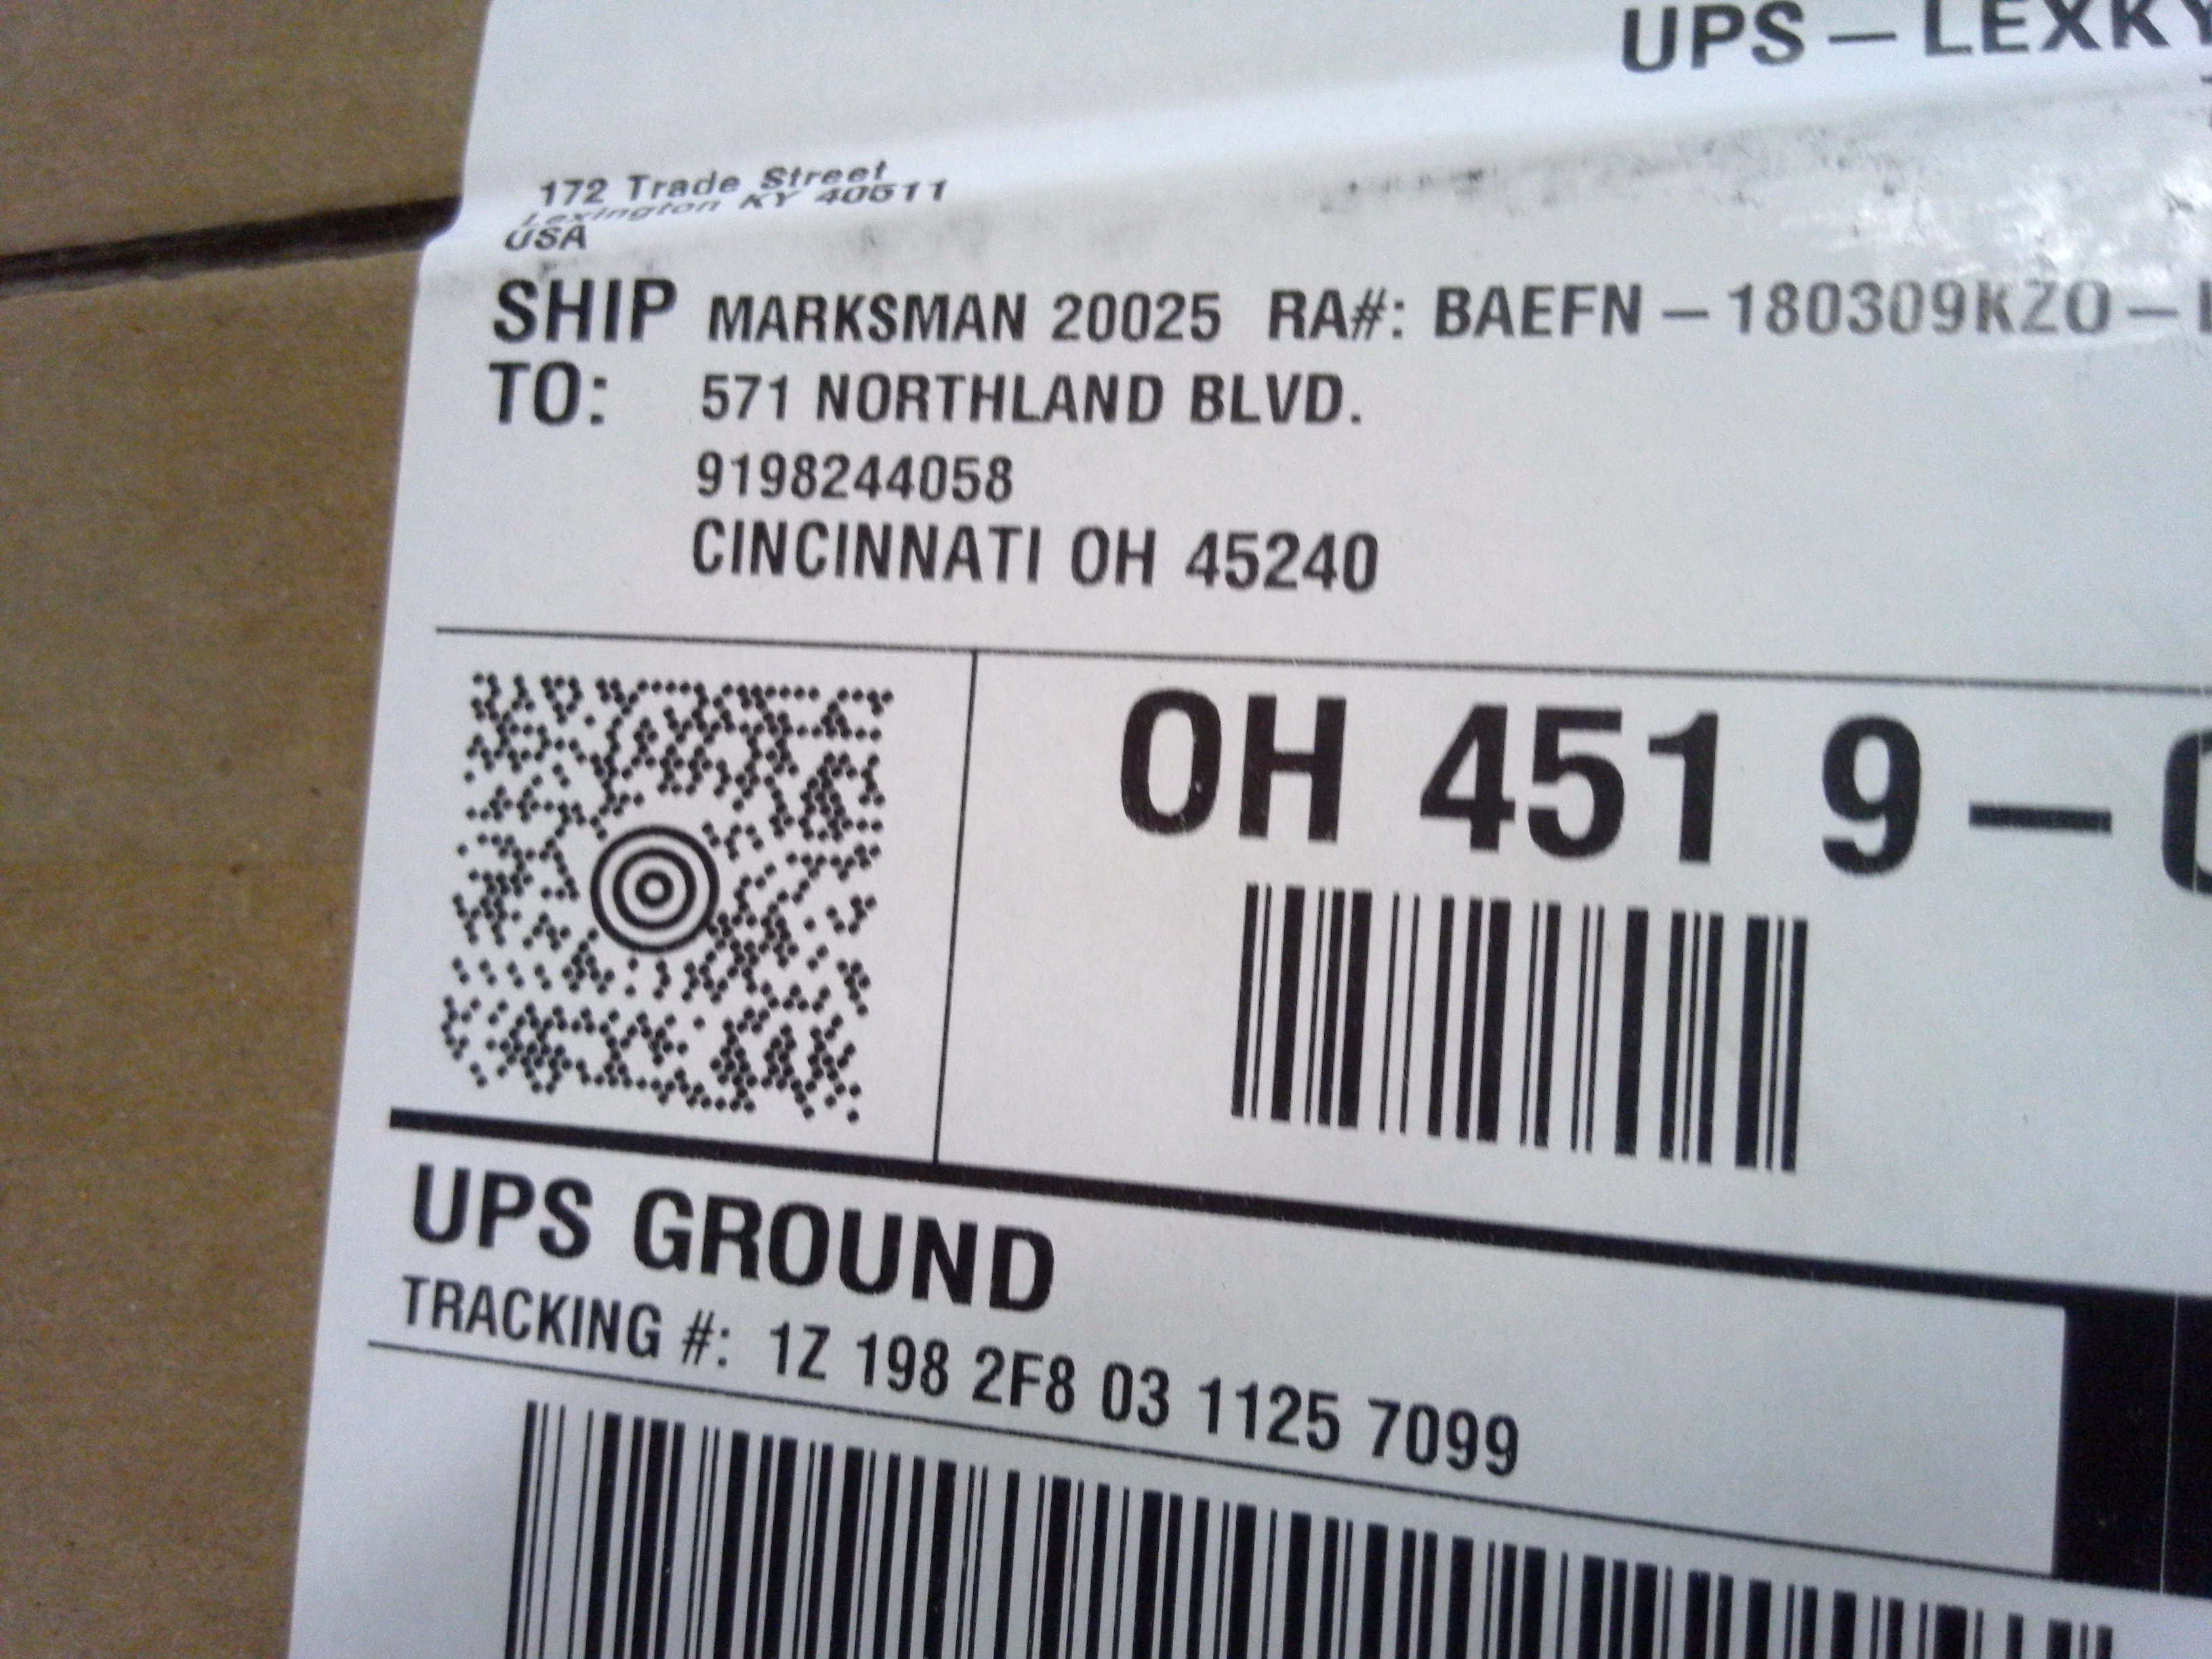 UPS – LEXKY
172 Trade Street
Lexington KY 40511
USA
SHIP MARKSMAN 20025 RA#: BAEFN – 180309KZO –
TO: 571 NORTHLAND BLVD.
9198244058
CINCINNATI OH 45240
OH 451 9 –
UPS GROUND
TRACKING #: 1Z 198 2F8 03 1125 7099